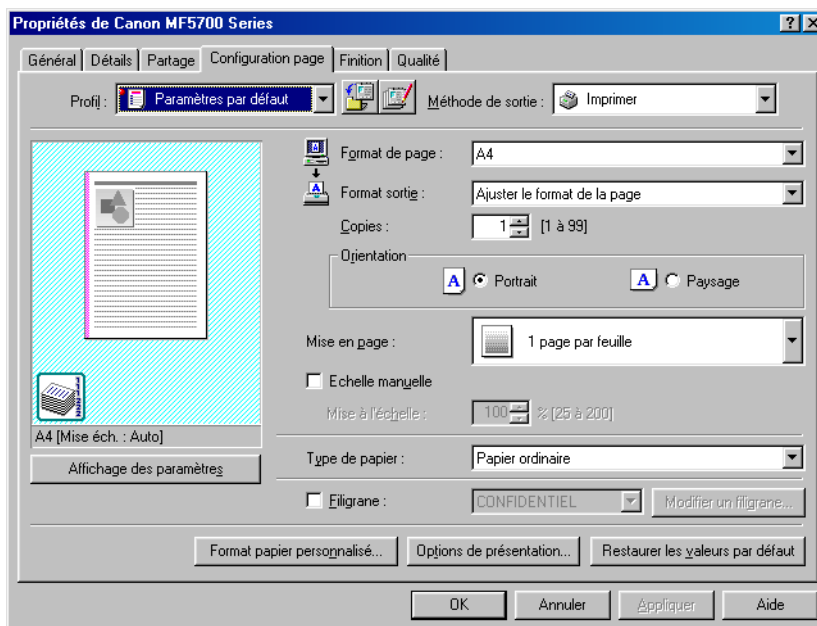 Propriétés de Canon MF5700 Series
Général Détails Partage Configuration page Finition Qualité
Profil : Paramètres par défaut Méthode de sortie : Imprimer
Format de page : A4
Format sortie : Ajuster le format de la page
Copies : 1 [1 à 99]
Orientation
A Portrait A Paysage
Mise en page : 1 page par feuille
Echelle manuelle
Mise à l'échelle : 100 % [25 à 200]
A4 [Mise éch. : Auto]
Affichage des paramètres
Type de papier : Papier ordinaire
Filigrane : CONFIDENTIEL Modifier un filigrane...
Format papier personnalisé... Options de présentation... Restaurer les valeurs par défaut
OK Annuler Appliquer Aide